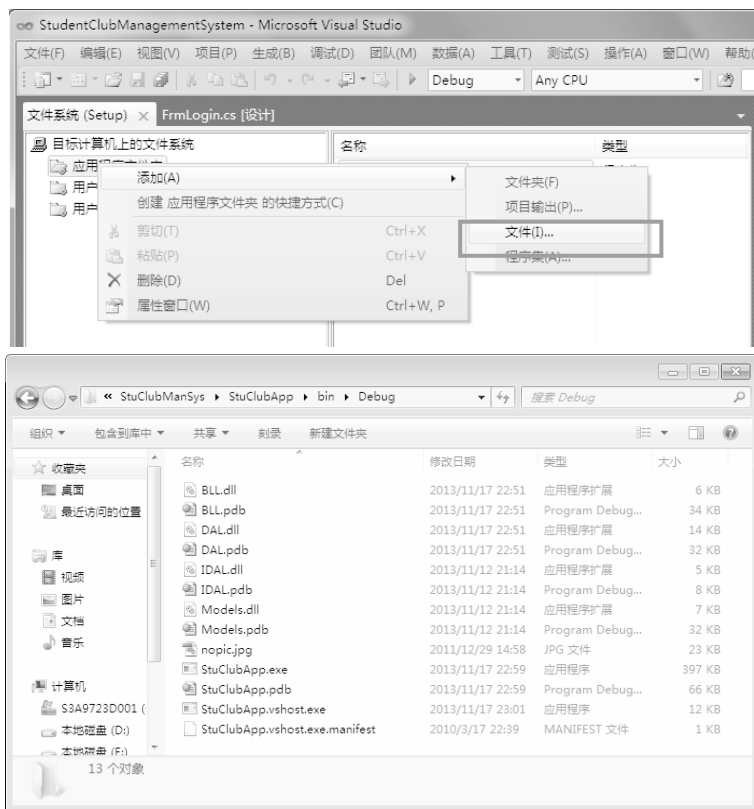 StudentClubManagementSystem - Microsoft Visual Studio
文件(F) 编辑(E) 视图(V) 项目(P) 生成(B) 调试(D) 团队(M) 数据(A) 工具(T) 测试(S) 操作(A) 窗口(W) 帮助(
Debug Any CPU
文件系统 (Setup) × FrmLogin.cs [设计]
目标计算机上的文件系统 名称 类型
添加(A) 文件夹(F)
用户
创建 应用程序文件夹 的快捷方式(C) 项目输出(P)...
用户
剪切(T) Ctrl+X 文件(I)...
粘贴(P) Ctrl+V 程序集(A)...
删除(D) Del
属性窗口(W) Ctrl+W, P
« StuClubManSys ▸ StuClubApp ▸ bin ▸ Debug 搜索 Debug
组织 包含到库中 共享 刻录 新建文件夹
收藏夹 名称 修改日期 类型 大小
桌面 BLL.dll 2013/11/17 22:51 应用程序扩展 6 KB
最近访问的位置 BLL.pdb 2013/11/17 22:51 Program Debug... 34 KB
DAL.dll 2013/11/17 22:51 应用程序扩展 14 KB
库 DAL.pdb 2013/11/17 22:51 Program Debug... 32 KB
视频 IDAL.dll 2013/11/12 21:14 应用程序扩展 5 KB
图片 IDAL.pdb 2013/11/12 21:14 Program Debug... 8 KB
文档 Models.dll 2013/11/12 21:14 应用程序扩展 7 KB
音乐 Models.pdb 2013/11/12 21:14 Program Debug... 32 KB
nopic.jpg 2011/12/29 14:58 JPG 文件 23 KB
StuClubApp.exe 2013/11/17 22:59 应用程序 397 KB
计算机 StuClubApp.pdb 2013/11/17 22:59 Program Debug... 66 KB
S3A9723D001 ( StuClubApp.vshost.exe 2013/11/17 23:01 应用程序 12 KB
本地磁盘 (D:) StuClubApp.vshost.exe.manifest 2010/3/17 22:39 MANIFEST 文件 1 KB
本地磁盘 (E:)
13 个对象